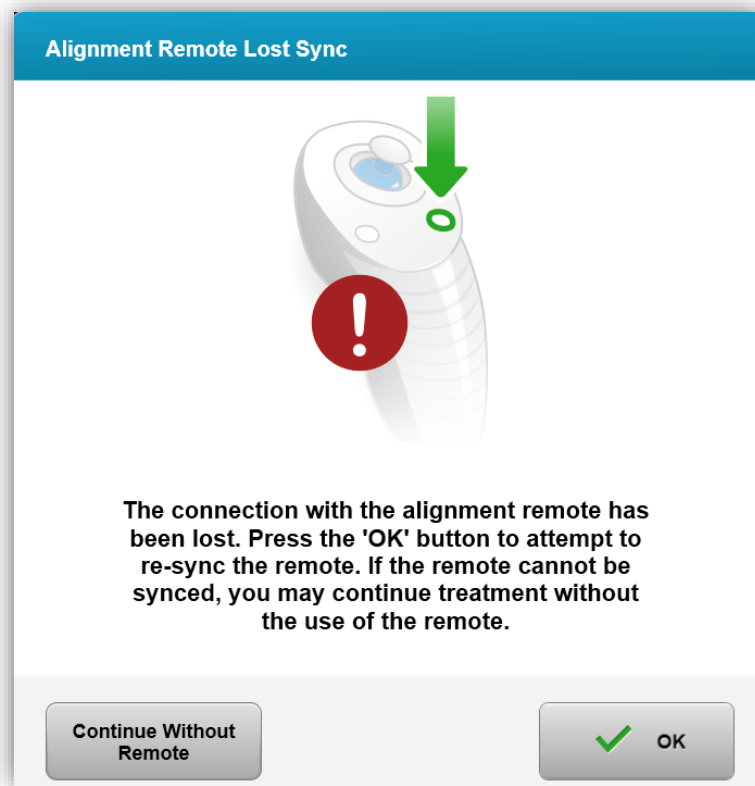 Alignment Remote Lost Sync
The connection with the alignment remote has
been lost. Press the 'OK' button to attempt to
re-sync the remote. If the remote cannot be
synced, you may continue treatment without
the use of the remote.
Continue Without
Remote
OK